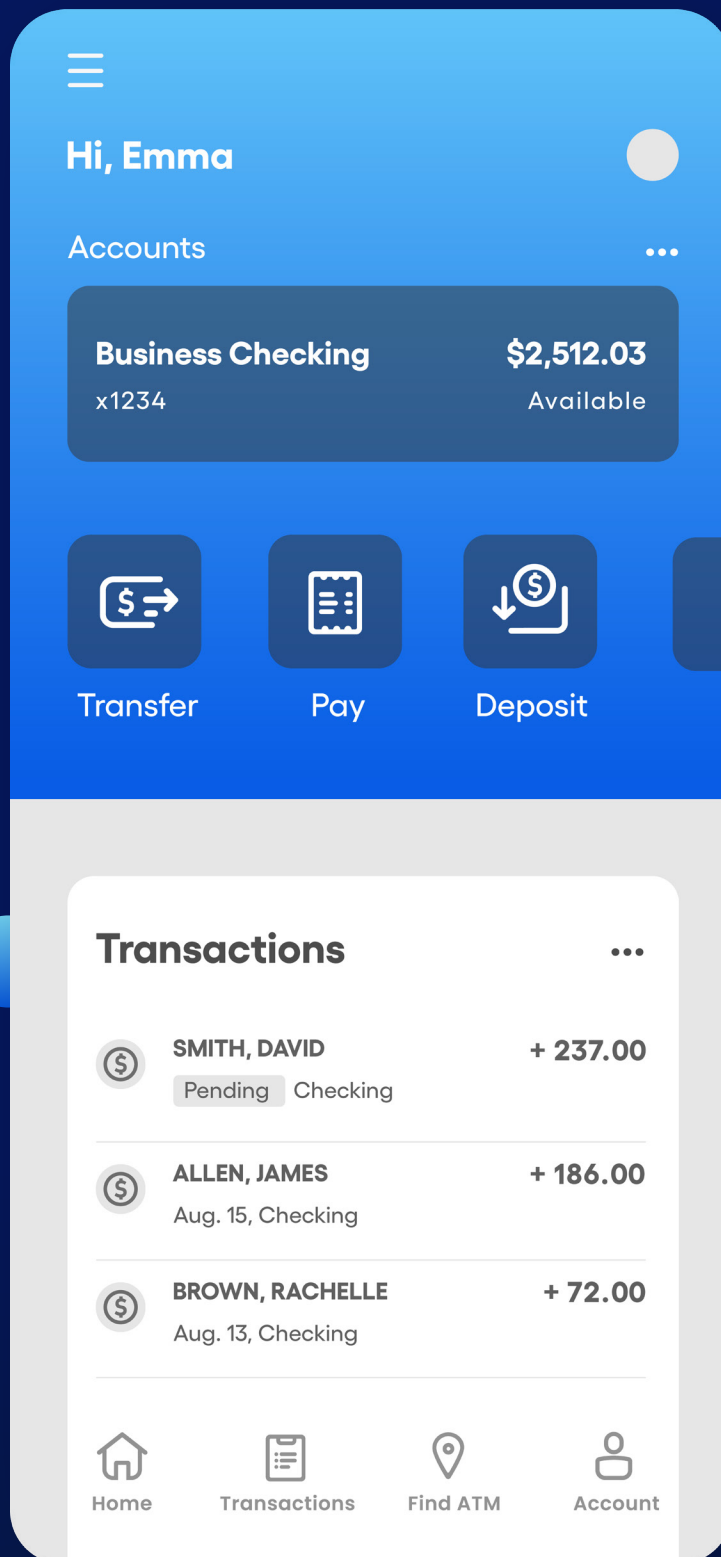 Hi, Emma
Accounts
Business Checking $2,512.03
x1234 Available
Transfer Pay Deposit
Transactions
SMITH, DAVID + 237.00
Pending Checking
ALLEN, JAMES + 186.00
Aug. 15, Checking
BROWN, RACHELLE + 72.00
Aug. 13, Checking
Home Transactions Find ATM Account